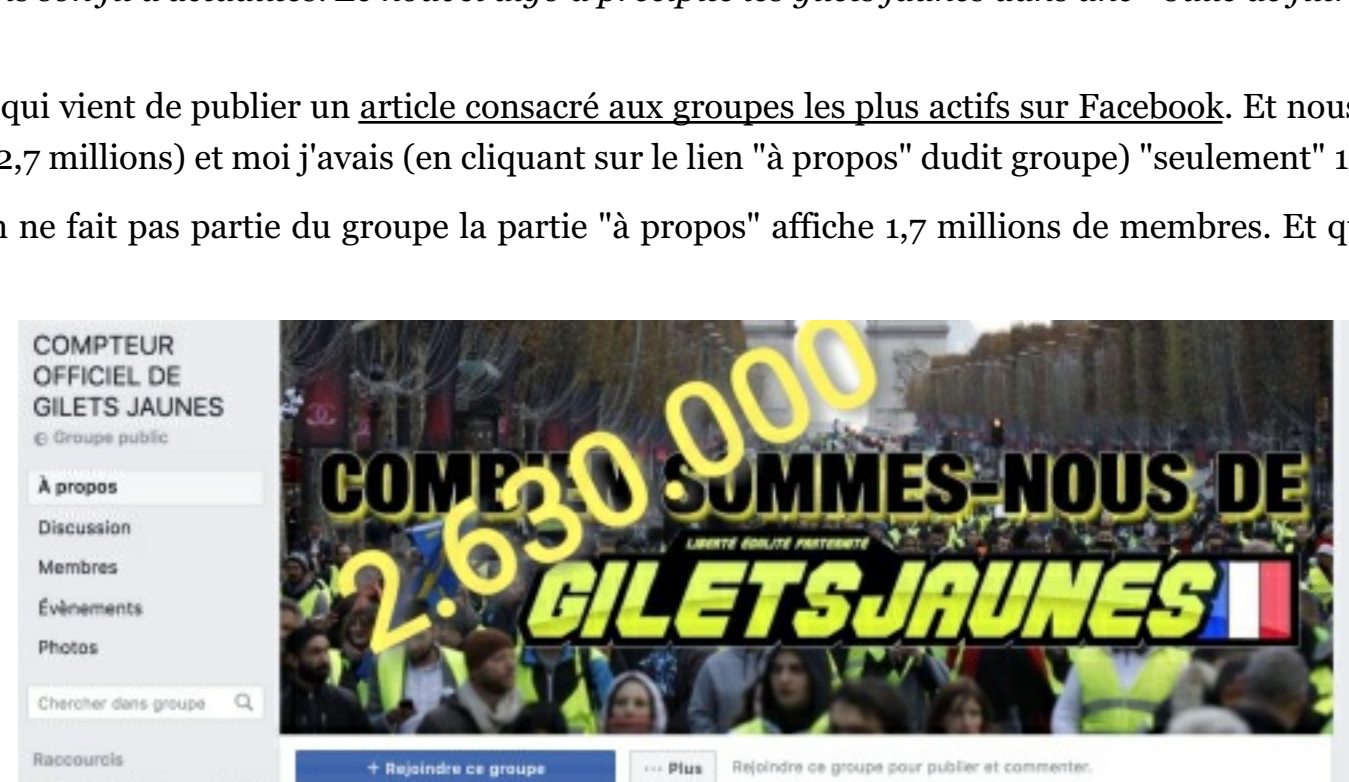 qui vient de publier un article consacré aux groupes les plus actifs sur Facebook. Et nous
2,7 millions) et moi j'avais (en cliquant sur le lien "à propos" dudit groupe) "seulement" 1
ne fait pas partie du groupe la partie "à propos" affiche 1,7 millions de membres. Et q
COMPTEUR
OFFICIEL DE
GILETS JAUNES
Groupe public
À propos
Discussion
Membres
Évènements
Photos
Chercher dans groupe
Raccourcis
2.630.000
COMBIEN SOMMES-NOUS DE
LIBERTÉ ÉGALITÉ FRATERNITÉ
GILETSJAUNES
+ Rejoindre ce groupe
... Plus
Rejoindre ce groupe pour publier et commenter.